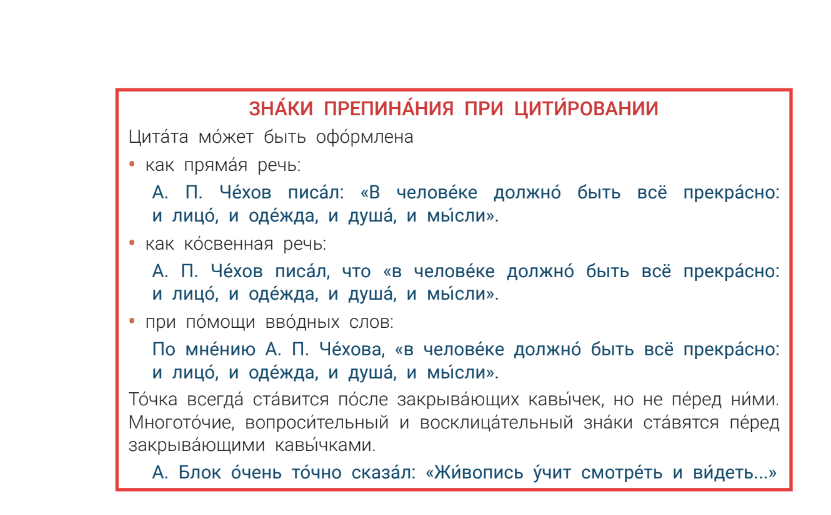 ЗНА́КИ ПРЕПИНА́НИЯ ПРИ ЦИТИ́РОВАНИИ
Цита́та мо́жет быть офо́рмлена
• как пряма́я речь:
А. П. Че́хов писа́л: «В челове́ке должно́ быть всё прекра́сно:
и лицо́, и оде́жда, и душа́, и мы́сли».
• как ко́свенная речь:
А. П. Че́хов писа́л, что «в челове́ке должно́ быть всё прекра́сно:
и лицо́, и оде́жда, и душа́, и мы́сли».
• при по́мощи вво́дных слов:
По мне́нию А. П. Че́хова, «в челове́ке должно́ быть всё прекра́сно:
и лицо́, и оде́жда, и душа́, и мы́сли».
То́чка всегда́ ста́вится по́сле закрыва́ющих кавы́чек, но не пе́ред ни́ми.
Многото́чие, вопроси́тельный и восклица́тельный зна́ки ста́вятся пе́ред
закрыва́ющими кавы́чками.
А. Блок о́чень то́чно сказа́л: «Жи́вопись у́чит смотре́ть и ви́деть...»